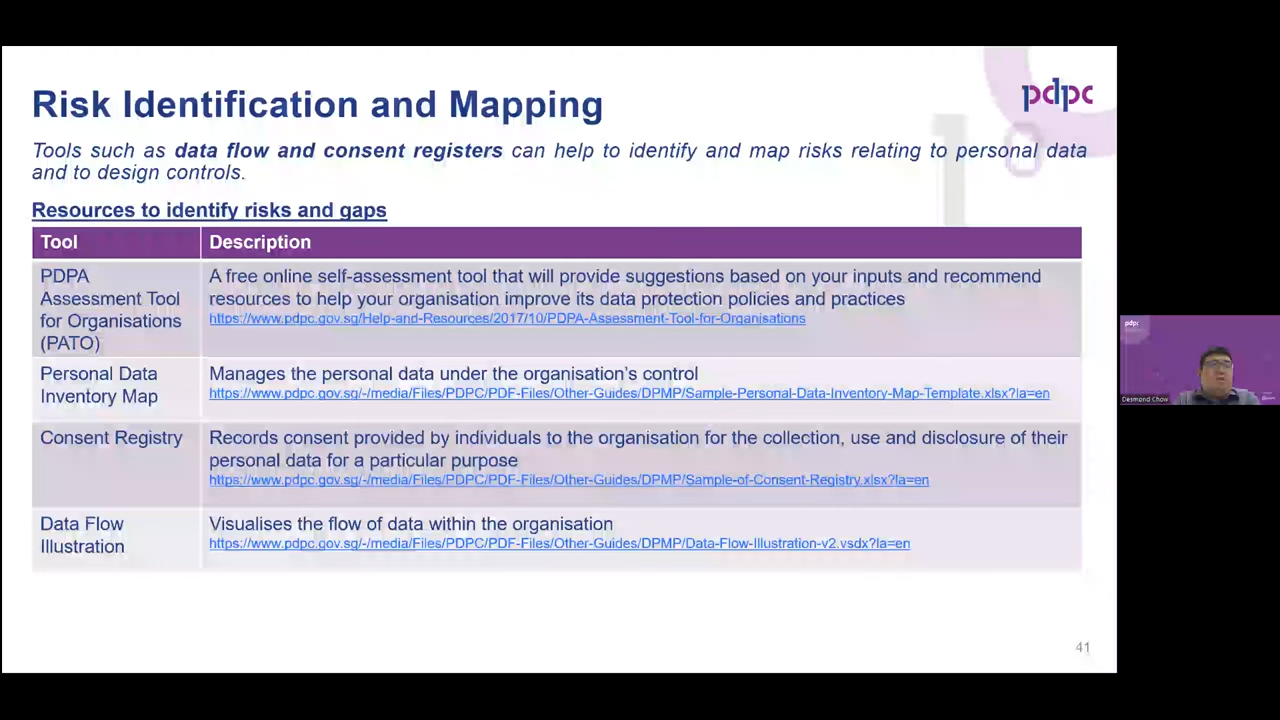 pdpc
Risk Identification and Mapping
Tools such as data flow and consent registers can help to identify and map risks relating to personal data
and to design controls.
Resources to identify risks and gaps
Tool Description
PDPA
Assessment Tool
for Organisations
(PATO)
A free online self-assessment tool that will provide suggestions based on your inputs and recommend
resources to help your organisation improve its data protection policies and practices
https://www.pdpc.gov.sg/Help-and-Resources/2017/10/PDPA-Assessment-Tool-for-Organisations
Personal Data
Inventory Map
Manages the personal data under the organisation's control
https://www.pdpc.gov.sg/-/media/Files/PDPC/PDF-Files/Other-Guides/DPMP/Sample-Personal-Data-Inventory-Map-Template.xlsx?la=en
Consent Registry
Records consent provided by individuals to the organisation for the collection, use and disclosure of their
personal data for a particular purpose
https://www.pdpc.gov.sg/-/media/Files/PDPC/PDF-Files/Other-Guides/DPMP/Sample-of-Consent-Registry.xlsx?la=en
Data Flow
Illustration
Visualises the flow of data within the organisation
https://www.pdpc.gov.sg/-/media/Files/PDPC/PDF-Files/Other-Guides/DPMP/Data-Flow-Illustration-v2.vsdx?la=en
41
pdpc
Desmond Chow